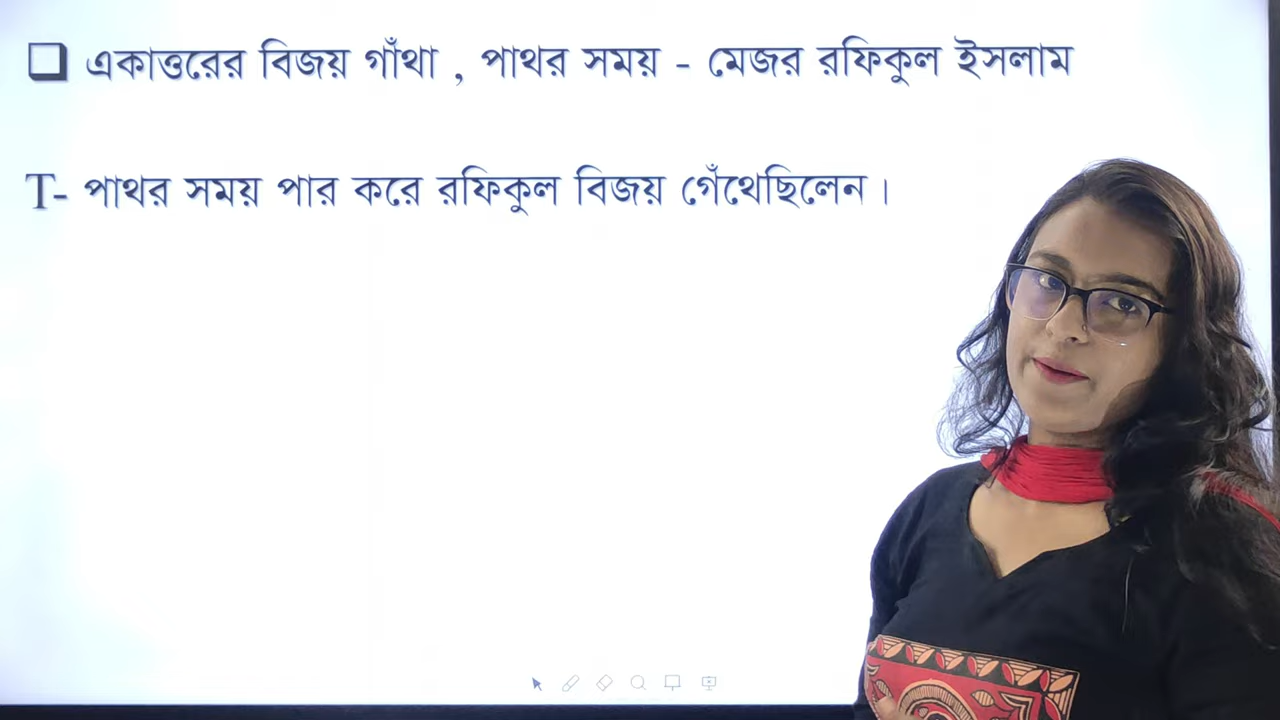 ❑ একাত্তরের বিজয় গাঁথা , পাথর সময় - মেজর রফিকুল ইসলাম
T- পাথর সময় পার করে রফিকুল বিজয় গেঁথেছিলেন।